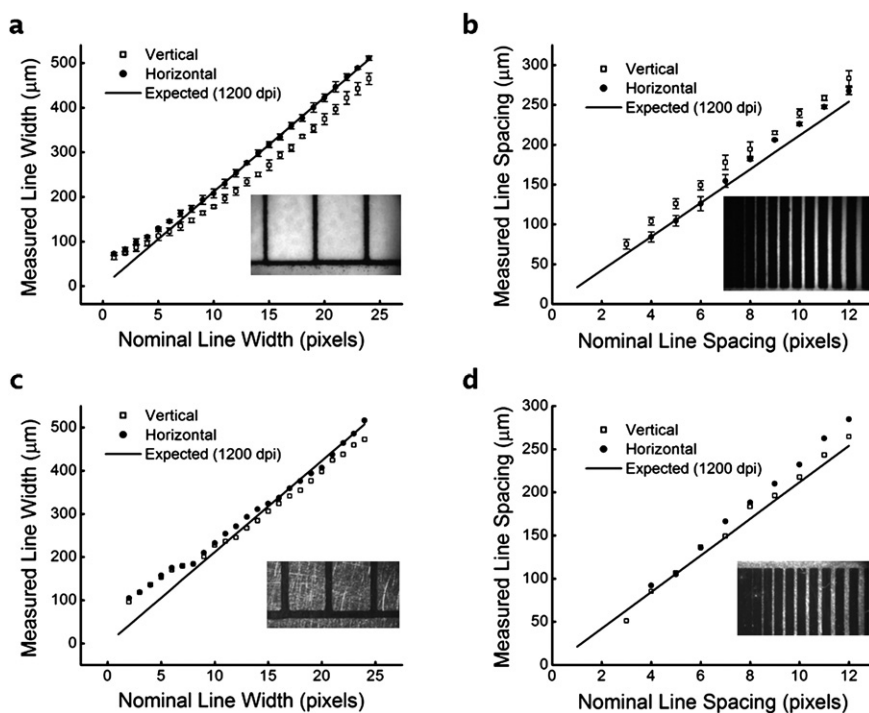 a
Measured Line Width (μm)
500
400
300
200
100
0
Vertical
Horizontal
Expected (1200 dpi)
0 5 10 15 20 25
Nominal Line Width (pixels)
b
Measured Line Spacing (μm)
300
250
200
150
100
50
0
Vertical
Horizontal
Expected (1200 dpi)
0 2 4 6 8 10 12
Nominal Line Spacing (pixels)
c
Measured Line Width (μm)
500
400
300
200
100
0
Vertical
Horizontal
Expected (1200 dpi)
0 5 10 15 20 25
Nominal Line Width (pixels)
d
Measured Line Spacing (μm)
300
250
200
150
100
50
0
Vertical
Horizontal
Expected (1200 dpi)
0 2 4 6 8 10 12
Nominal Line Spacing (pixels)